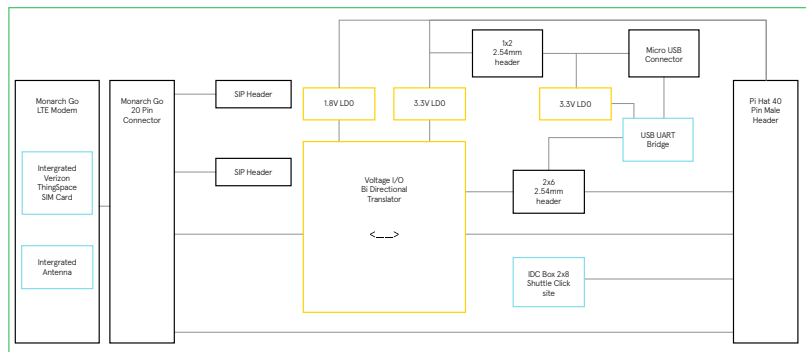 Monarch Go
LTE Modem
Intergrated
Verizon
ThingSpace
SIM Card
Intergrated
Antenna
Monarch Go
20 Pin
Connector
SIP Header
SIP Header
1.8V LDO
3.3V LDO
Voltage I/O
Bi Directional
Translator
<__>
1x2
2.54mm
header
3.3V LDO
Micro USB
Connector
USB UART
Bridge
2x6
2.54mm
header
IDC Box 2x8
Shuttle Click
site
Pi Hat 40
Pin Male
Header